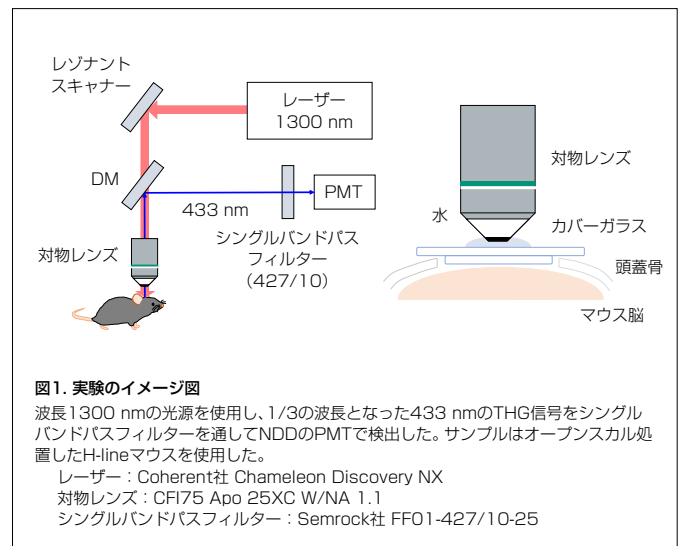 レゾナント
スキャナー
レーザー
1300 nm
DM
433 nm
PMT
対物レンズ
シングルバンドパス
フィルター
（427/10）
対物レンズ
水
カバーガラス
頭蓋骨
マウス脳
図1. 実験のイメージ図
波長1300 nmの光源を使用し、1/3の波長となった433 nmのTHG信号をシングル
バンドパスフィルターを通してNDDのPMTで検出した。サンプルはオープンスカル処
置したH-lineマウスを使用した。
レーザー：Coherent社 Chameleon Discovery NX
対物レンズ：CFI75 Apo 25XC W/NA 1.1
シングルバンドパスフィルター：Semrock社 FF01-427/10-25